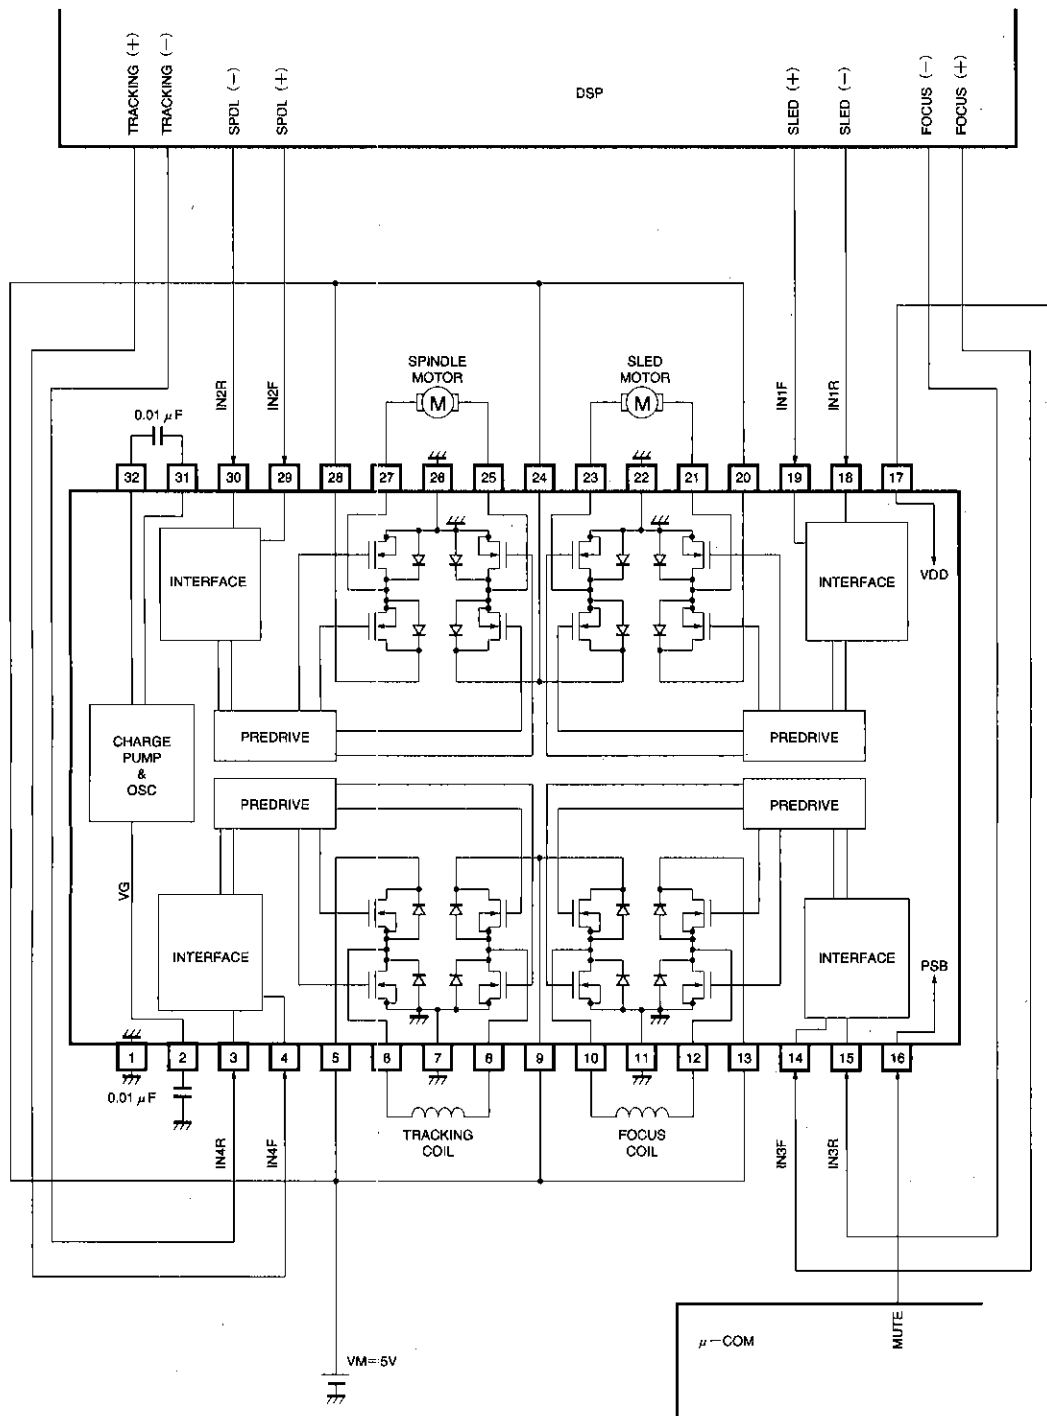 TRACKING (+)
TRACKING (−)
SPDL (−)
SPDL (+)
DSP
SLED (+)
SLED (−)
FOCUS (−)
FOCUS (+)
SPINDLE
MOTOR
SLED
MOTOR
M
M
IN2R
IN2F
IN1F
IN1R
0.01 μF
32
31
30
29
28
27
26
25
24
23
22
21
20
19
18
17
INTERFACE
INTERFACE
VDD
PREDRIVE
PREDRIVE
CHARGE
PUMP
&
OSC
PREDRIVE
PREDRIVE
VG
INTERFACE
INTERFACE
PSB
1
2
3
4
5
6
7
8
9
10
11
12
13
14
15
16
0.01 μF
IN4R
IN4F
TRACKING
COIL
FOCUS
COIL
IN3F
IN3R
VM=5V
μ−COM
MUTE